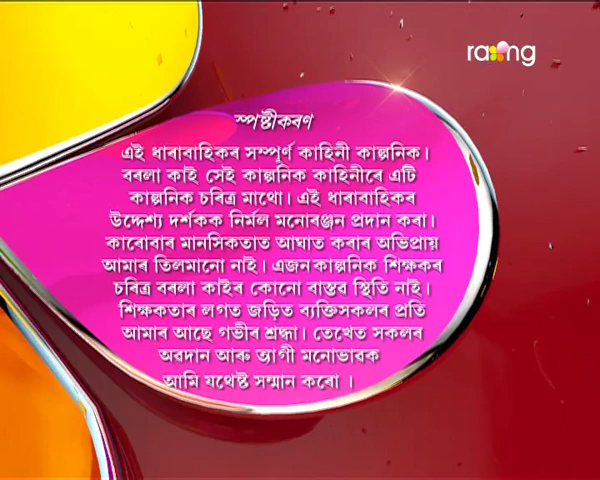 rang
স্পষ্টীকৰণ
এই ধাৰাবাহিকৰ সম্পূৰ্ণ কাহিনী কাল্পনিক।
বৰলা কাই সেই কাল্পনিক কাহিনীৰে এটি
কাল্পনিক চৰিত্ৰ মাথো। এই ধাৰাবাহিকৰ
উদ্দেশ্য দৰ্শকক নিৰ্মল মনোৰঞ্জন প্ৰদান কৰা।
কাৰোবাৰ মানসিকতাত আঘাত কৰাৰ অভিপ্ৰায়
আমাৰ তিলমানো নাই। এজন কাল্পনিক শিক্ষকৰ
চৰিত্ৰ বৰলা কাইৰ কোনো বাস্তৱ স্থিতি নাই।
শিক্ষকতাৰ লগত জড়িত ব্যক্তিসকলৰ প্ৰতি
আমাৰ আছে গভীৰ শ্ৰদ্ধা। তেখেত সকলৰ
অৱদান আৰু ত্যাগী মনোভাৱক
আমি যথেষ্ট সন্মান কৰো ।